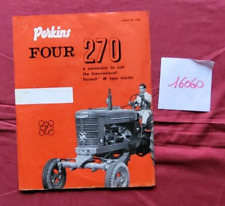 Perkins
FOUR 270
a conversion to suit
the International
Farmall M type tractor
16060